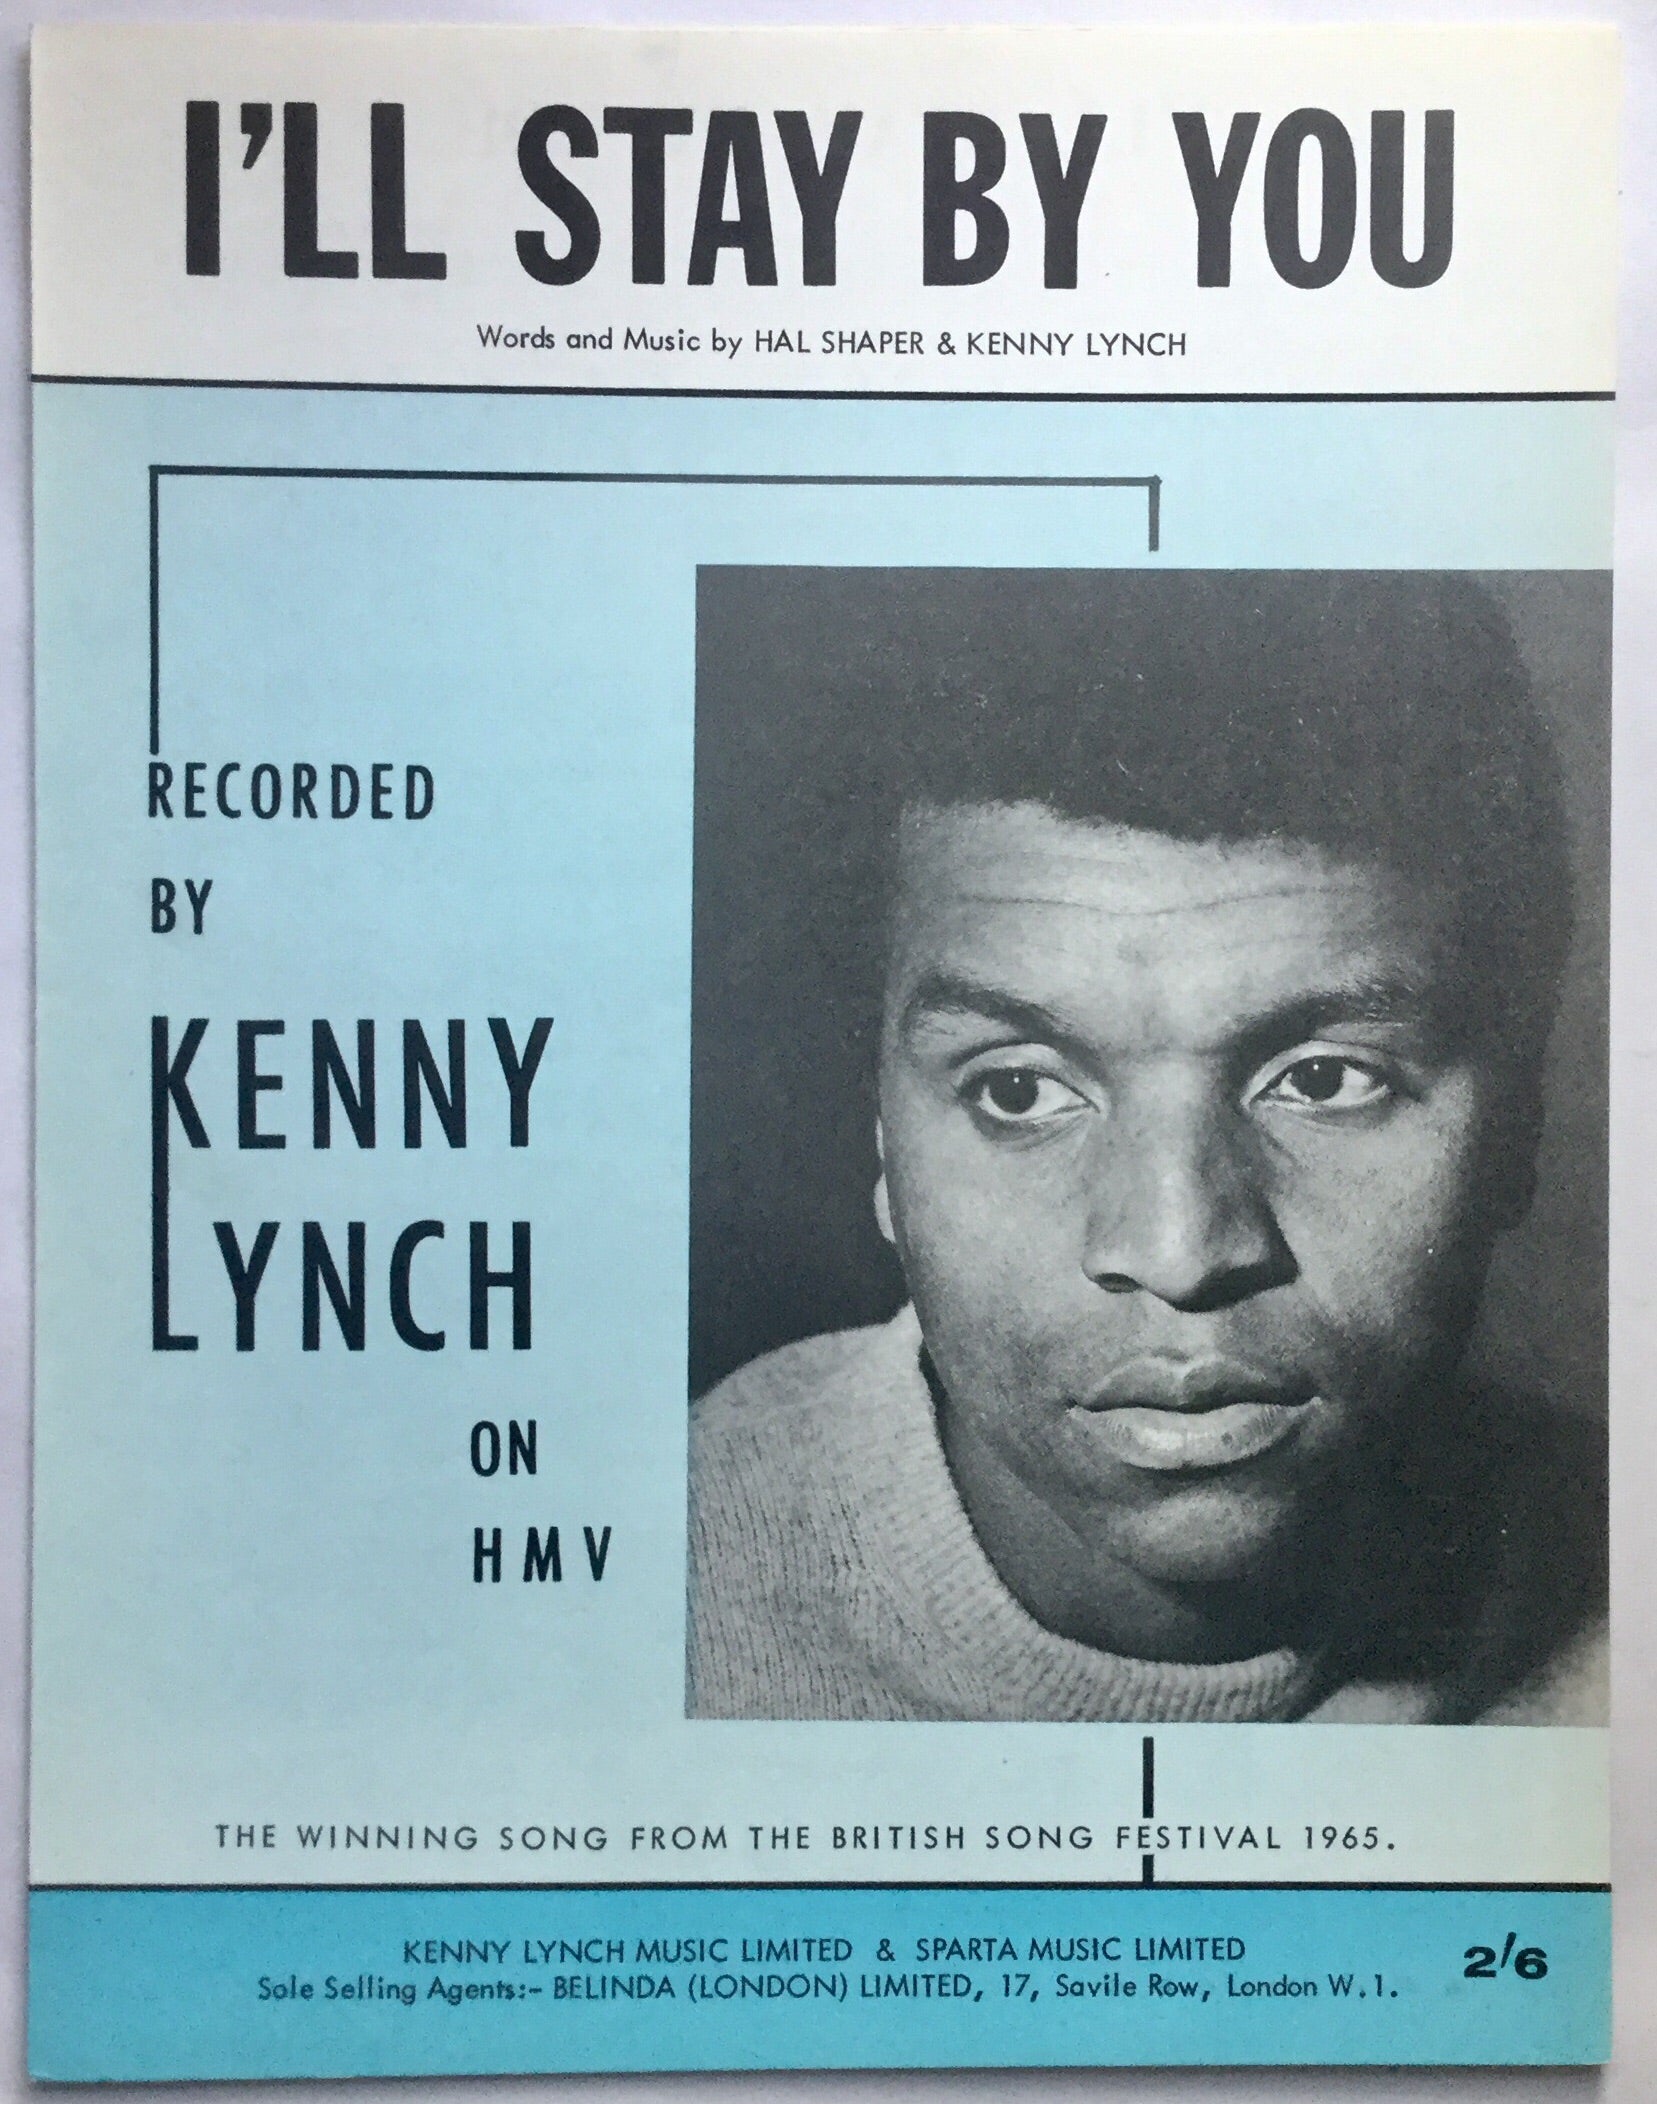 I'LL STAY BY YOU
Words and Music by HAL SHAPER & KENNY LYNCH
RECORDED
BY
KENNY
LYNCH
ON
HMV
THE WINNING SONG FROM THE BRITISH SONG FESTIVAL 1965.
KENNY LYNCH MUSIC LIMITED & SPARTA MUSIC LIMITED
Sole Selling Agents:- BELINDA (LONDON) LIMITED, 17, Savile Row, London W.1.
2/6